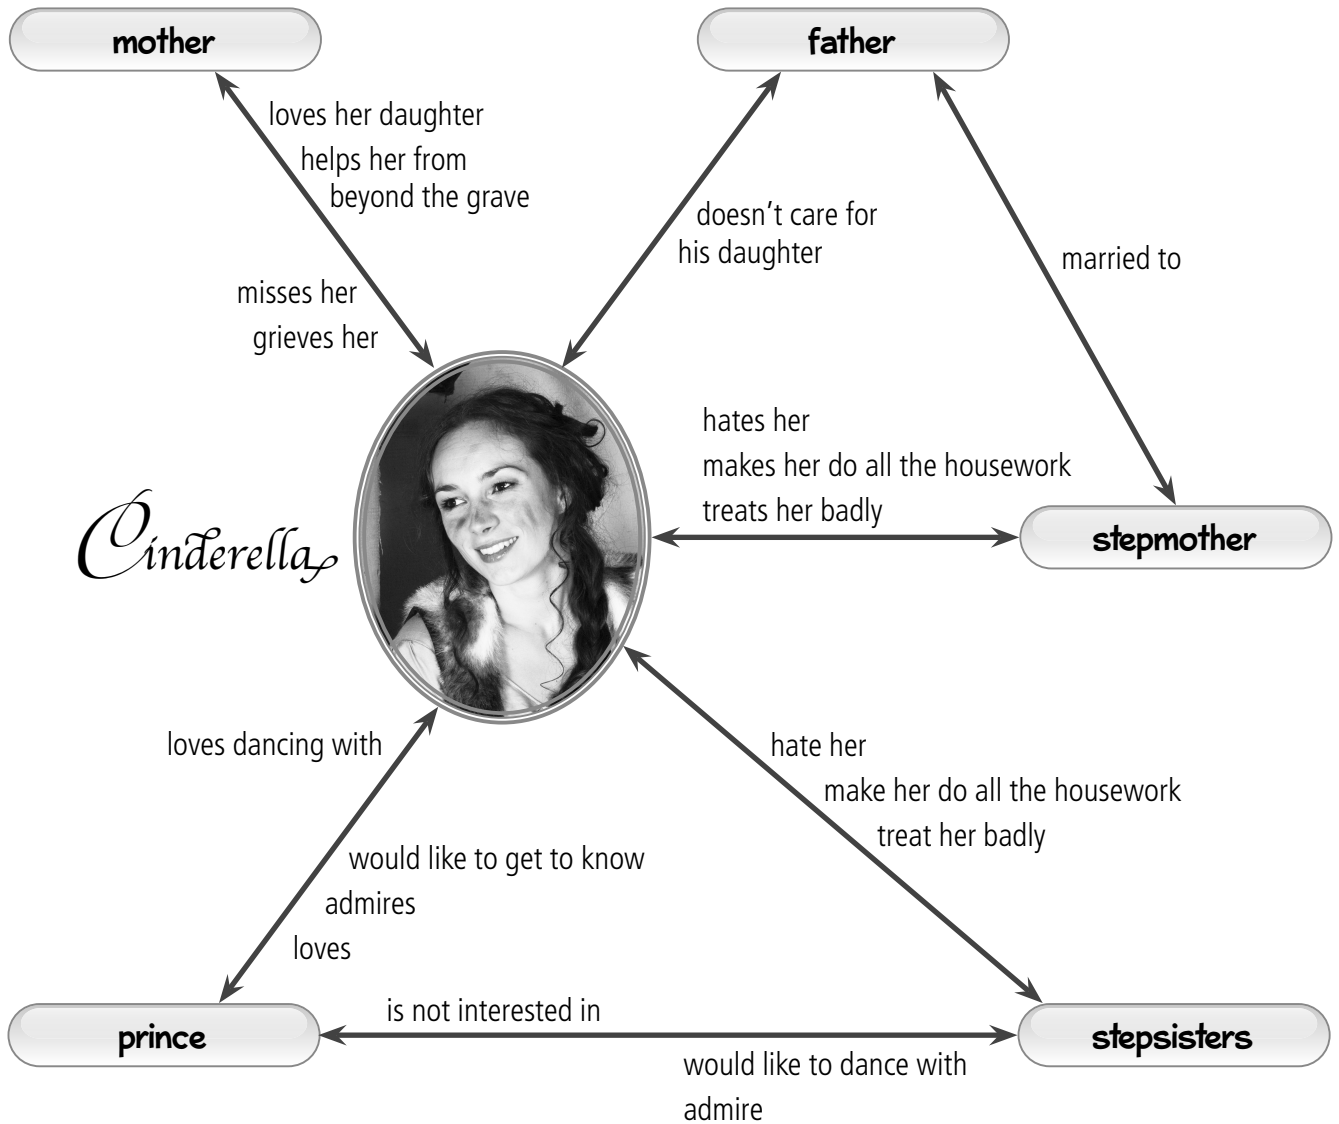 mother
father
loves her daughter
helps her from
beyond the grave
doesn't care for
his daughter
married to
misses her
grieves her
hates her
makes her do all the housework
treats her badly
Cinderella
stepmother
loves dancing with
hate her
make her do all the housework
treat her badly
would like to get to know
admires
loves
is not interested in
prince
stepsisters
would like to dance with
admire